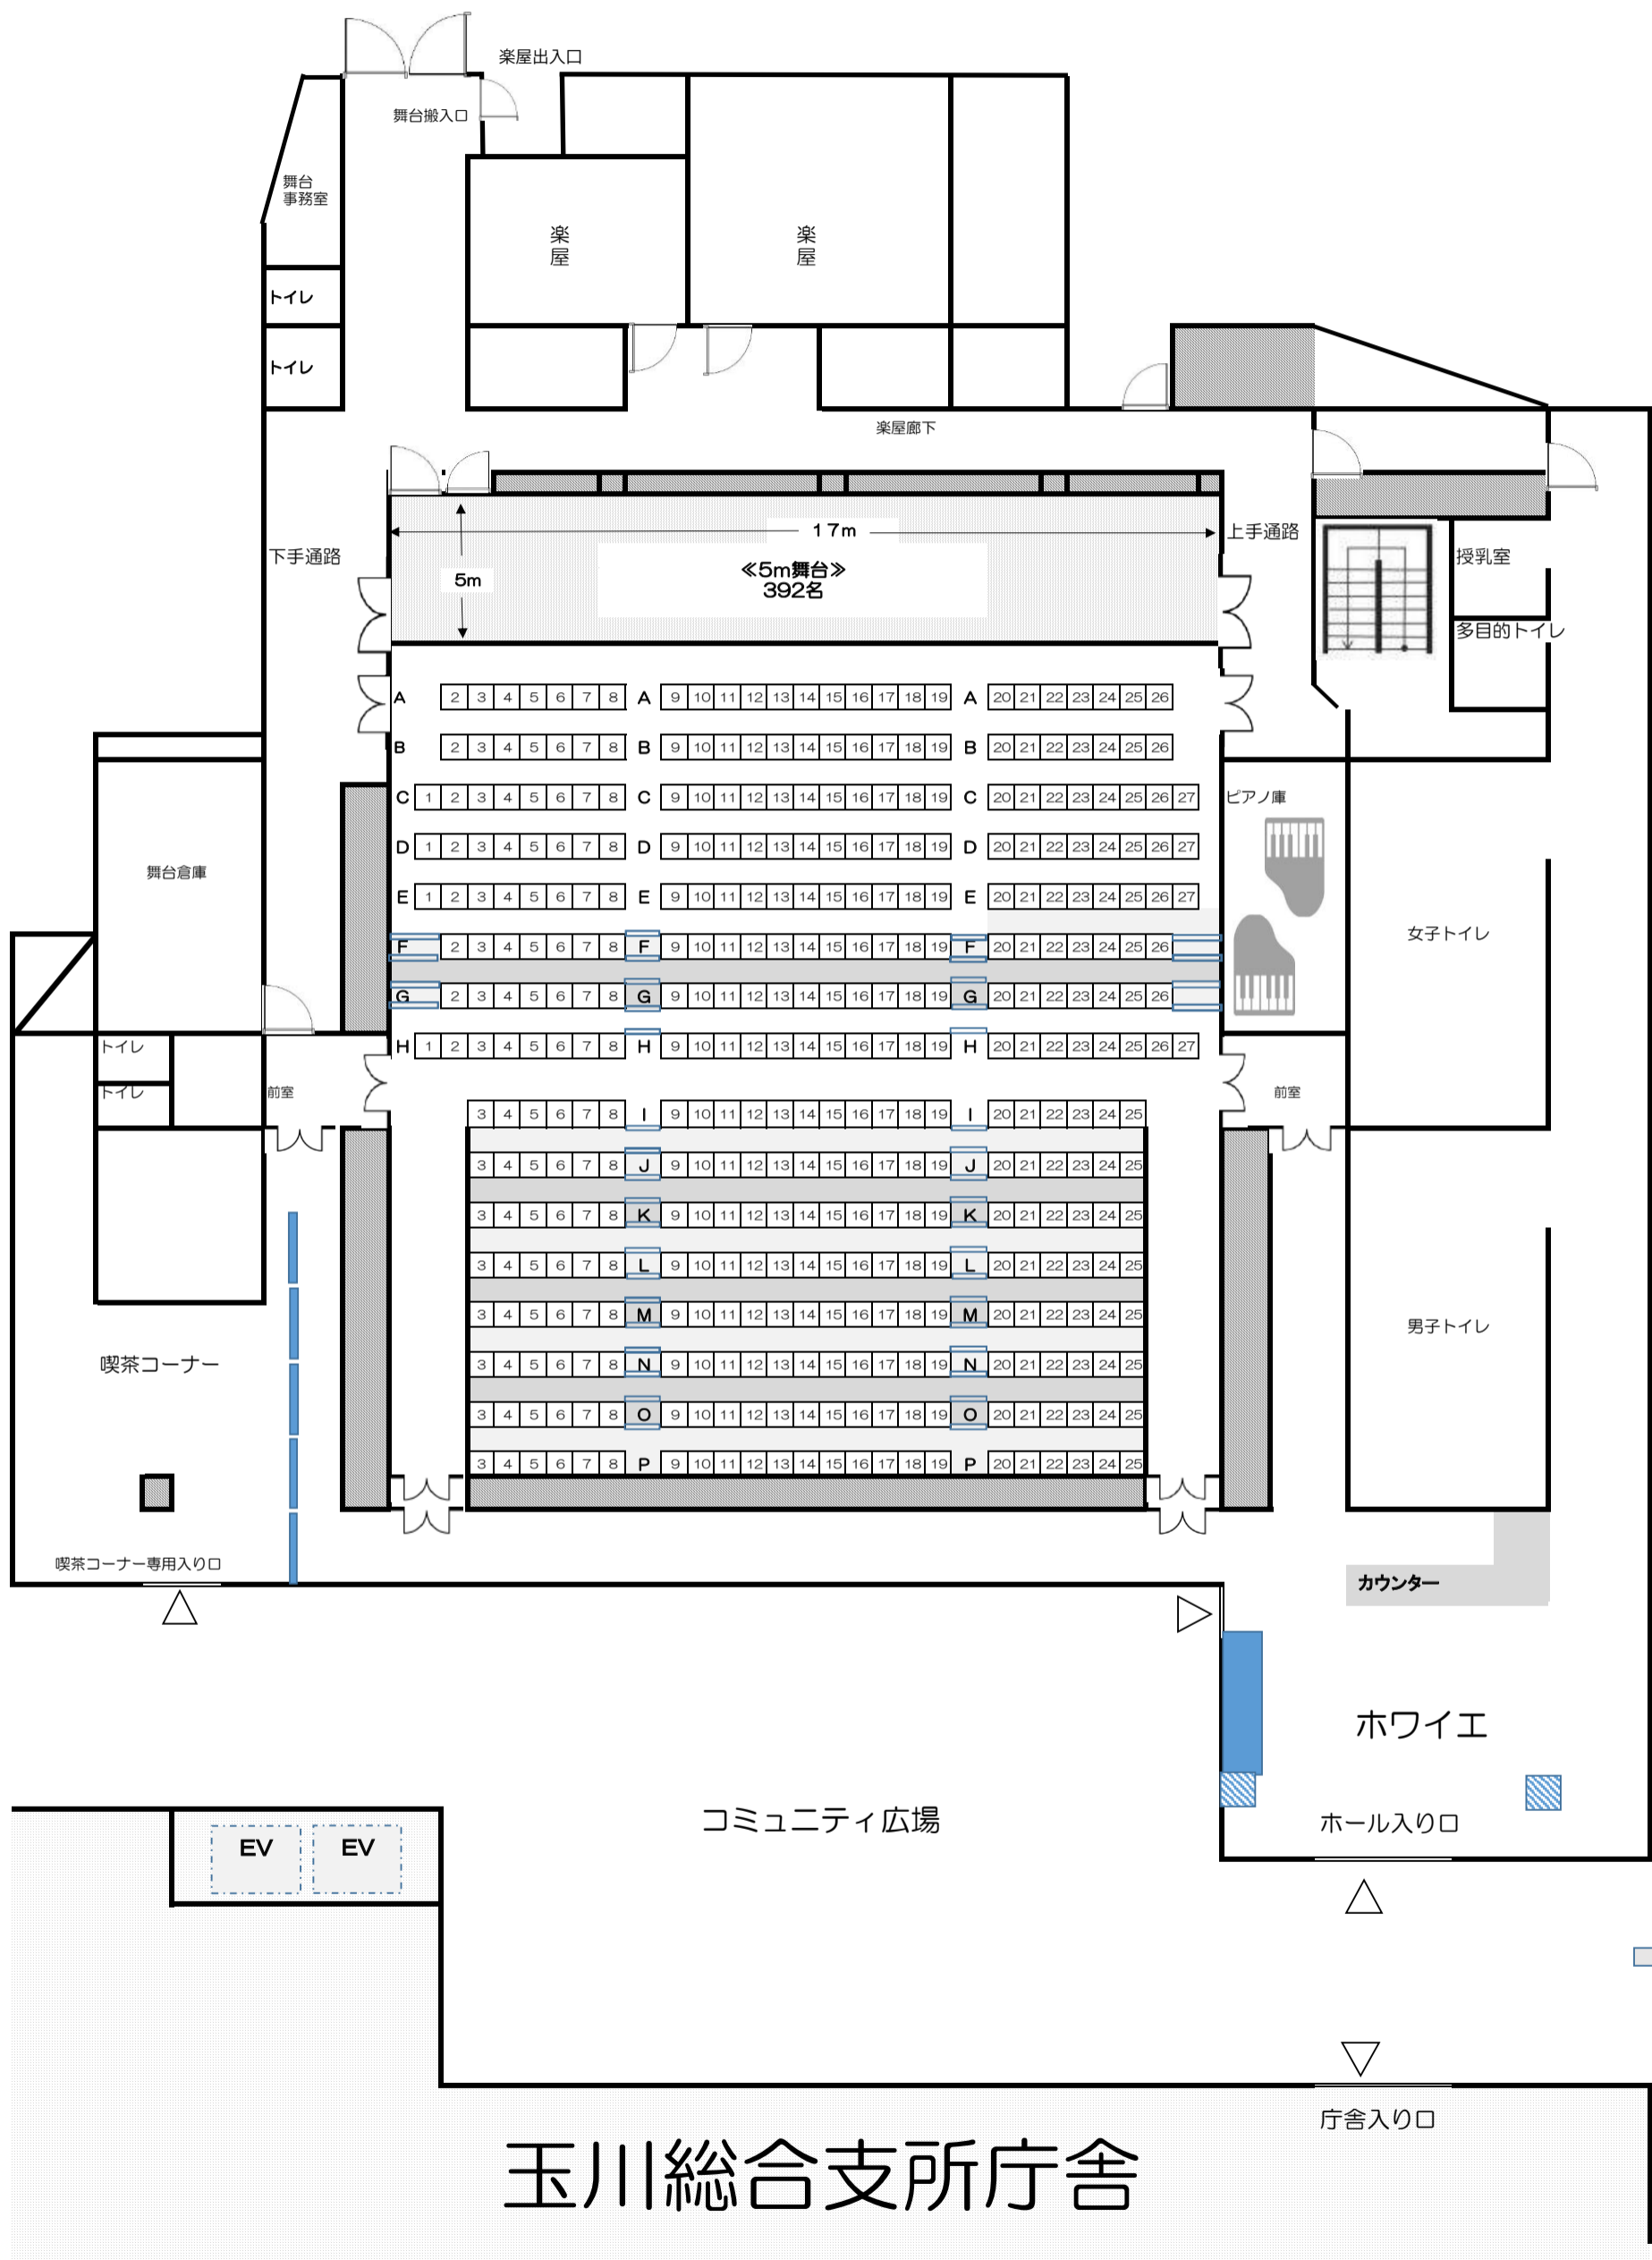 楽屋出入口
舞台搬入口
舞台
事務室
楽屋
楽屋
トイレ
トイレ
楽屋廊下
17m
下手通路
上手通路
5m
≪5m舞台≫
392名
授乳室
多目的トイレ
A 2 3 4 5 6 7 8 A 9 10 11 12 13 14 15 16 17 18 19 A 20 21 22 23 24 25 26
B 2 3 4 5 6 7 8 B 9 10 11 12 13 14 15 16 17 18 19 B 20 21 22 23 24 25 26
C 1 2 3 4 5 6 7 8 C 9 10 11 12 13 14 15 16 17 18 19 C 20 21 22 23 24 25 26 27
ピアノ庫
D 1 2 3 4 5 6 7 8 D 9 10 11 12 13 14 15 16 17 18 19 D 20 21 22 23 24 25 26 27
舞台倉庫
E 1 2 3 4 5 6 7 8 E 9 10 11 12 13 14 15 16 17 18 19 E 20 21 22 23 24 25 26 27
女子トイレ
F 2 3 4 5 6 7 8 F 9 10 11 12 13 14 15 16 17 18 19 F 20 21 22 23 24 25 26
G 2 3 4 5 6 7 8 G 9 10 11 12 13 14 15 16 17 18 19 G 20 21 22 23 24 25 26
H 1 2 3 4 5 6 7 8 H 9 10 11 12 13 14 15 16 17 18 19 H 20 21 22 23 24 25 26 27
トイレ
トイレ
前室
前室
3 4 5 6 7 8 I 9 10 11 12 13 14 15 16 17 18 19 I 20 21 22 23 24 25
3 4 5 6 7 8 J 9 10 11 12 13 14 15 16 17 18 19 J 20 21 22 23 24 25
3 4 5 6 7 8 K 9 10 11 12 13 14 15 16 17 18 19 K 20 21 22 23 24 25
3 4 5 6 7 8 L 9 10 11 12 13 14 15 16 17 18 19 L 20 21 22 23 24 25
3 4 5 6 7 8 M 9 10 11 12 13 14 15 16 17 18 19 M 20 21 22 23 24 25
男子トイレ
喫茶コーナー
3 4 5 6 7 8 N 9 10 11 12 13 14 15 16 17 18 19 N 20 21 22 23 24 25
3 4 5 6 7 8 O 9 10 11 12 13 14 15 16 17 18 19 O 20 21 22 23 24 25
3 4 5 6 7 8 P 9 10 11 12 13 14 15 16 17 18 19 P 20 21 22 23 24 25
喫茶コーナー専用入り口
カウンター
ホワイエ
コミュニティ広場
ホール入り口
EV
EV
庁舎入り口
玉川総合支所庁舎